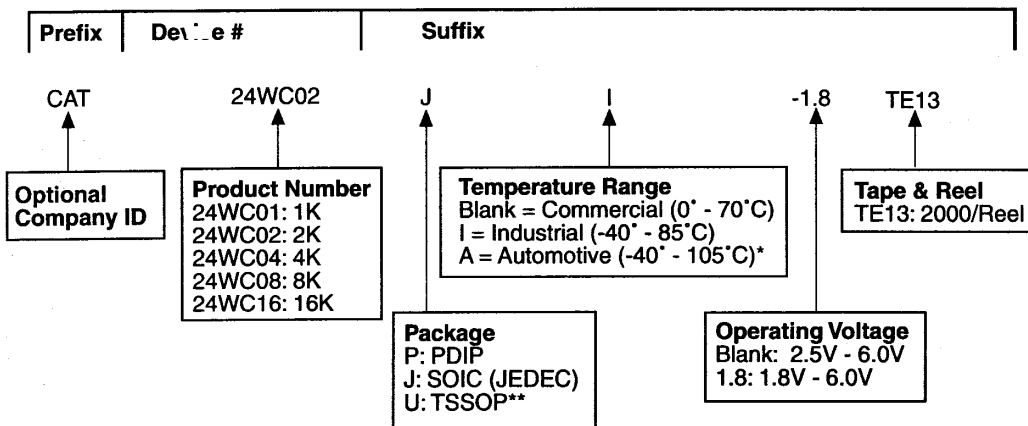 Prefix Device # Suffix
CAT 24WC02 J I -1.8 TE13
Optional
Company ID
Product Number
24WC01: 1K
24WC02: 2K
24WC04: 4K
24WC08: 8K
24WC16: 16K
Temperature Range
Blank = Commercial (0˚ - 70˚C)
I = Industrial (-40˚ - 85˚C)
A = Automotive (-40˚ - 105˚C)*
Tape & Reel
TE13: 2000/Reel
Package
P: PDIP
J: SOIC (JEDEC)
U: TSSOP**
Operating Voltage
Blank: 2.5V - 6.0V
1.8: 1.8V - 6.0V